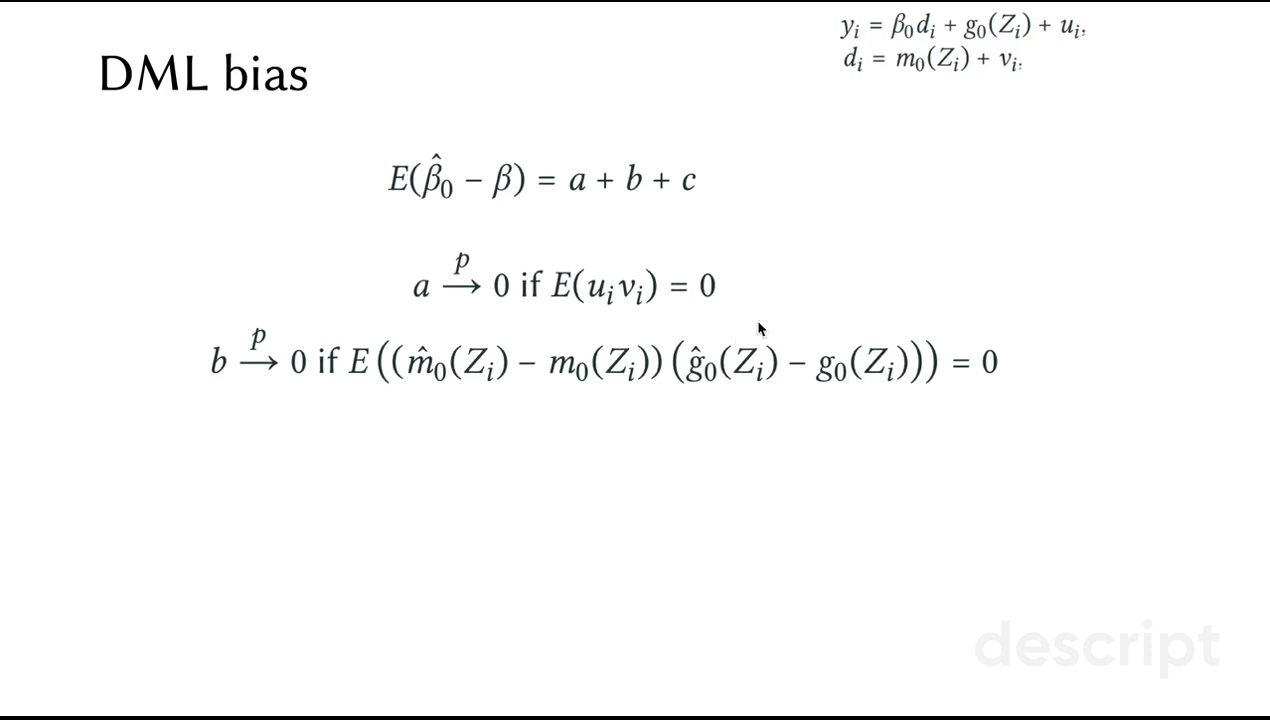 yᵢ = β₀dᵢ + g₀(Zᵢ) + uᵢ,
dᵢ = m₀(Zᵢ) + vᵢ.
DML bias
E(β̂₀ − β) = a + b + c
a →ᵖ 0 if E(uᵢvᵢ) = 0
b →ᵖ 0 if E((m̂₀(Zᵢ) − m₀(Zᵢ))(ĝ₀(Zᵢ) − g₀(Zᵢ))) = 0
descript